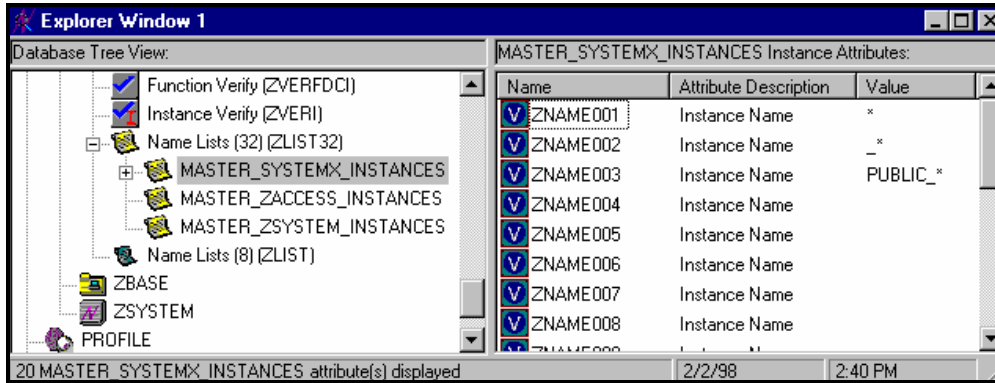 Explorer Window 1
Database Tree View:
Function Verify (ZVERFDCI)
Instance Verify (ZVERI)
Name Lists (32) (ZLIST32)
MASTER_SYSTEMX_INSTANCES
MASTER_ZACCESS_INSTANCES
MASTER_ZSYSTEM_INSTANCES
Name Lists (8) (ZLIST)
ZBASE
ZSYSTEM
PROFILE
MASTER_SYSTEMX_INSTANCES Instance Attributes:
Name Attribute Description Value
V ZNAME001 Instance Name *
V ZNAME002 Instance Name _*
V ZNAME003 Instance Name PUBLIC_*
V ZNAME004 Instance Name
V ZNAME005 Instance Name
V ZNAME006 Instance Name
V ZNAME007 Instance Name
V ZNAME008 Instance Name
20 MASTER_SYSTEMX_INSTANCES attribute(s) displayed 2/2/98 2:40 PM